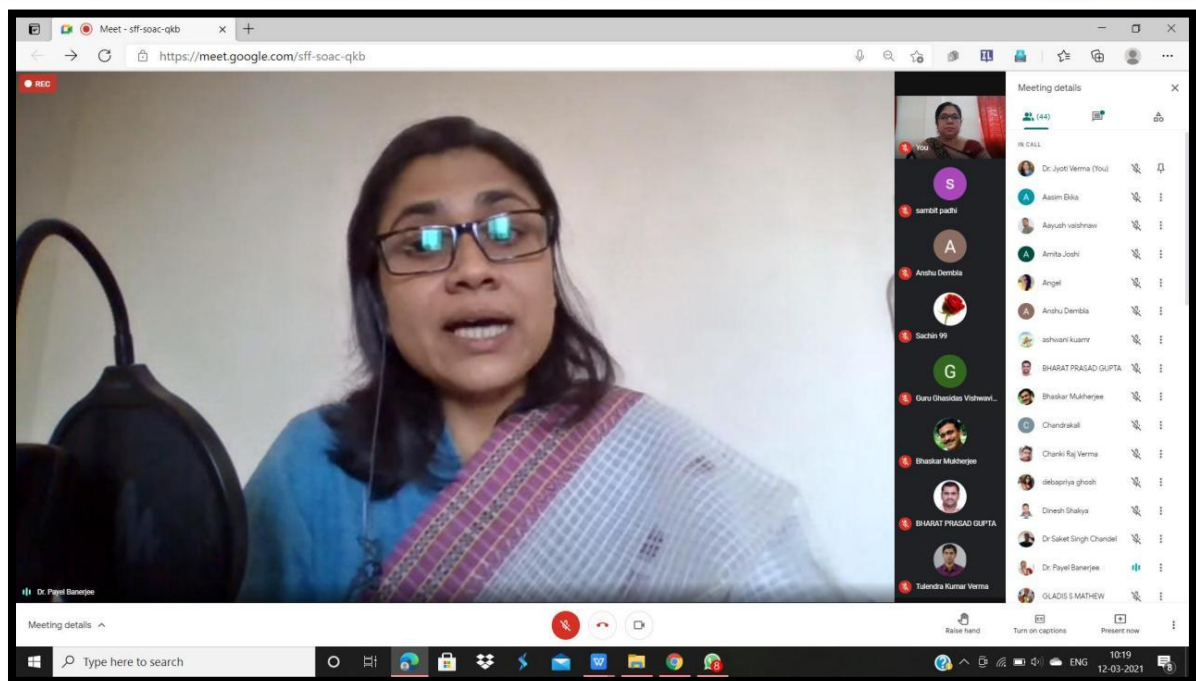 Meet - sff-soac-qkb
https://meet.google.com/sff-soac-qkb
REC
Dr. Payel Banerjee
You
sambit padhi
Anshu Dembla
Sachin 99
Guru Ghasidas Vishwavi...
Bhaskar Mukherjee
BHARAT PRASAD GUPTA
Tulendra Kumar Verma
Meeting details
(44)
IN CALL
Dr. Jyoti Verma (You)
Aasim Ekka
Aayush vaishnaw
Amita Joshi
Angel
Anshu Dembla
ashwani kuamr
BHARAT PRASAD GUPTA
Bhaskar Mukherjee
Chandrakali
Chanki Raj Verma
debapriya ghosh
Dinesh Shakya
Dr Saket Singh Chandel
Dr. Payel Banerjee
GLADIS S MATHEW
S
A
G
A
A
A
C
Meeting details
Raise hand
Turn on captions
Present now
Type here to search
W
8
ENG
10:19
12-03-2021
8